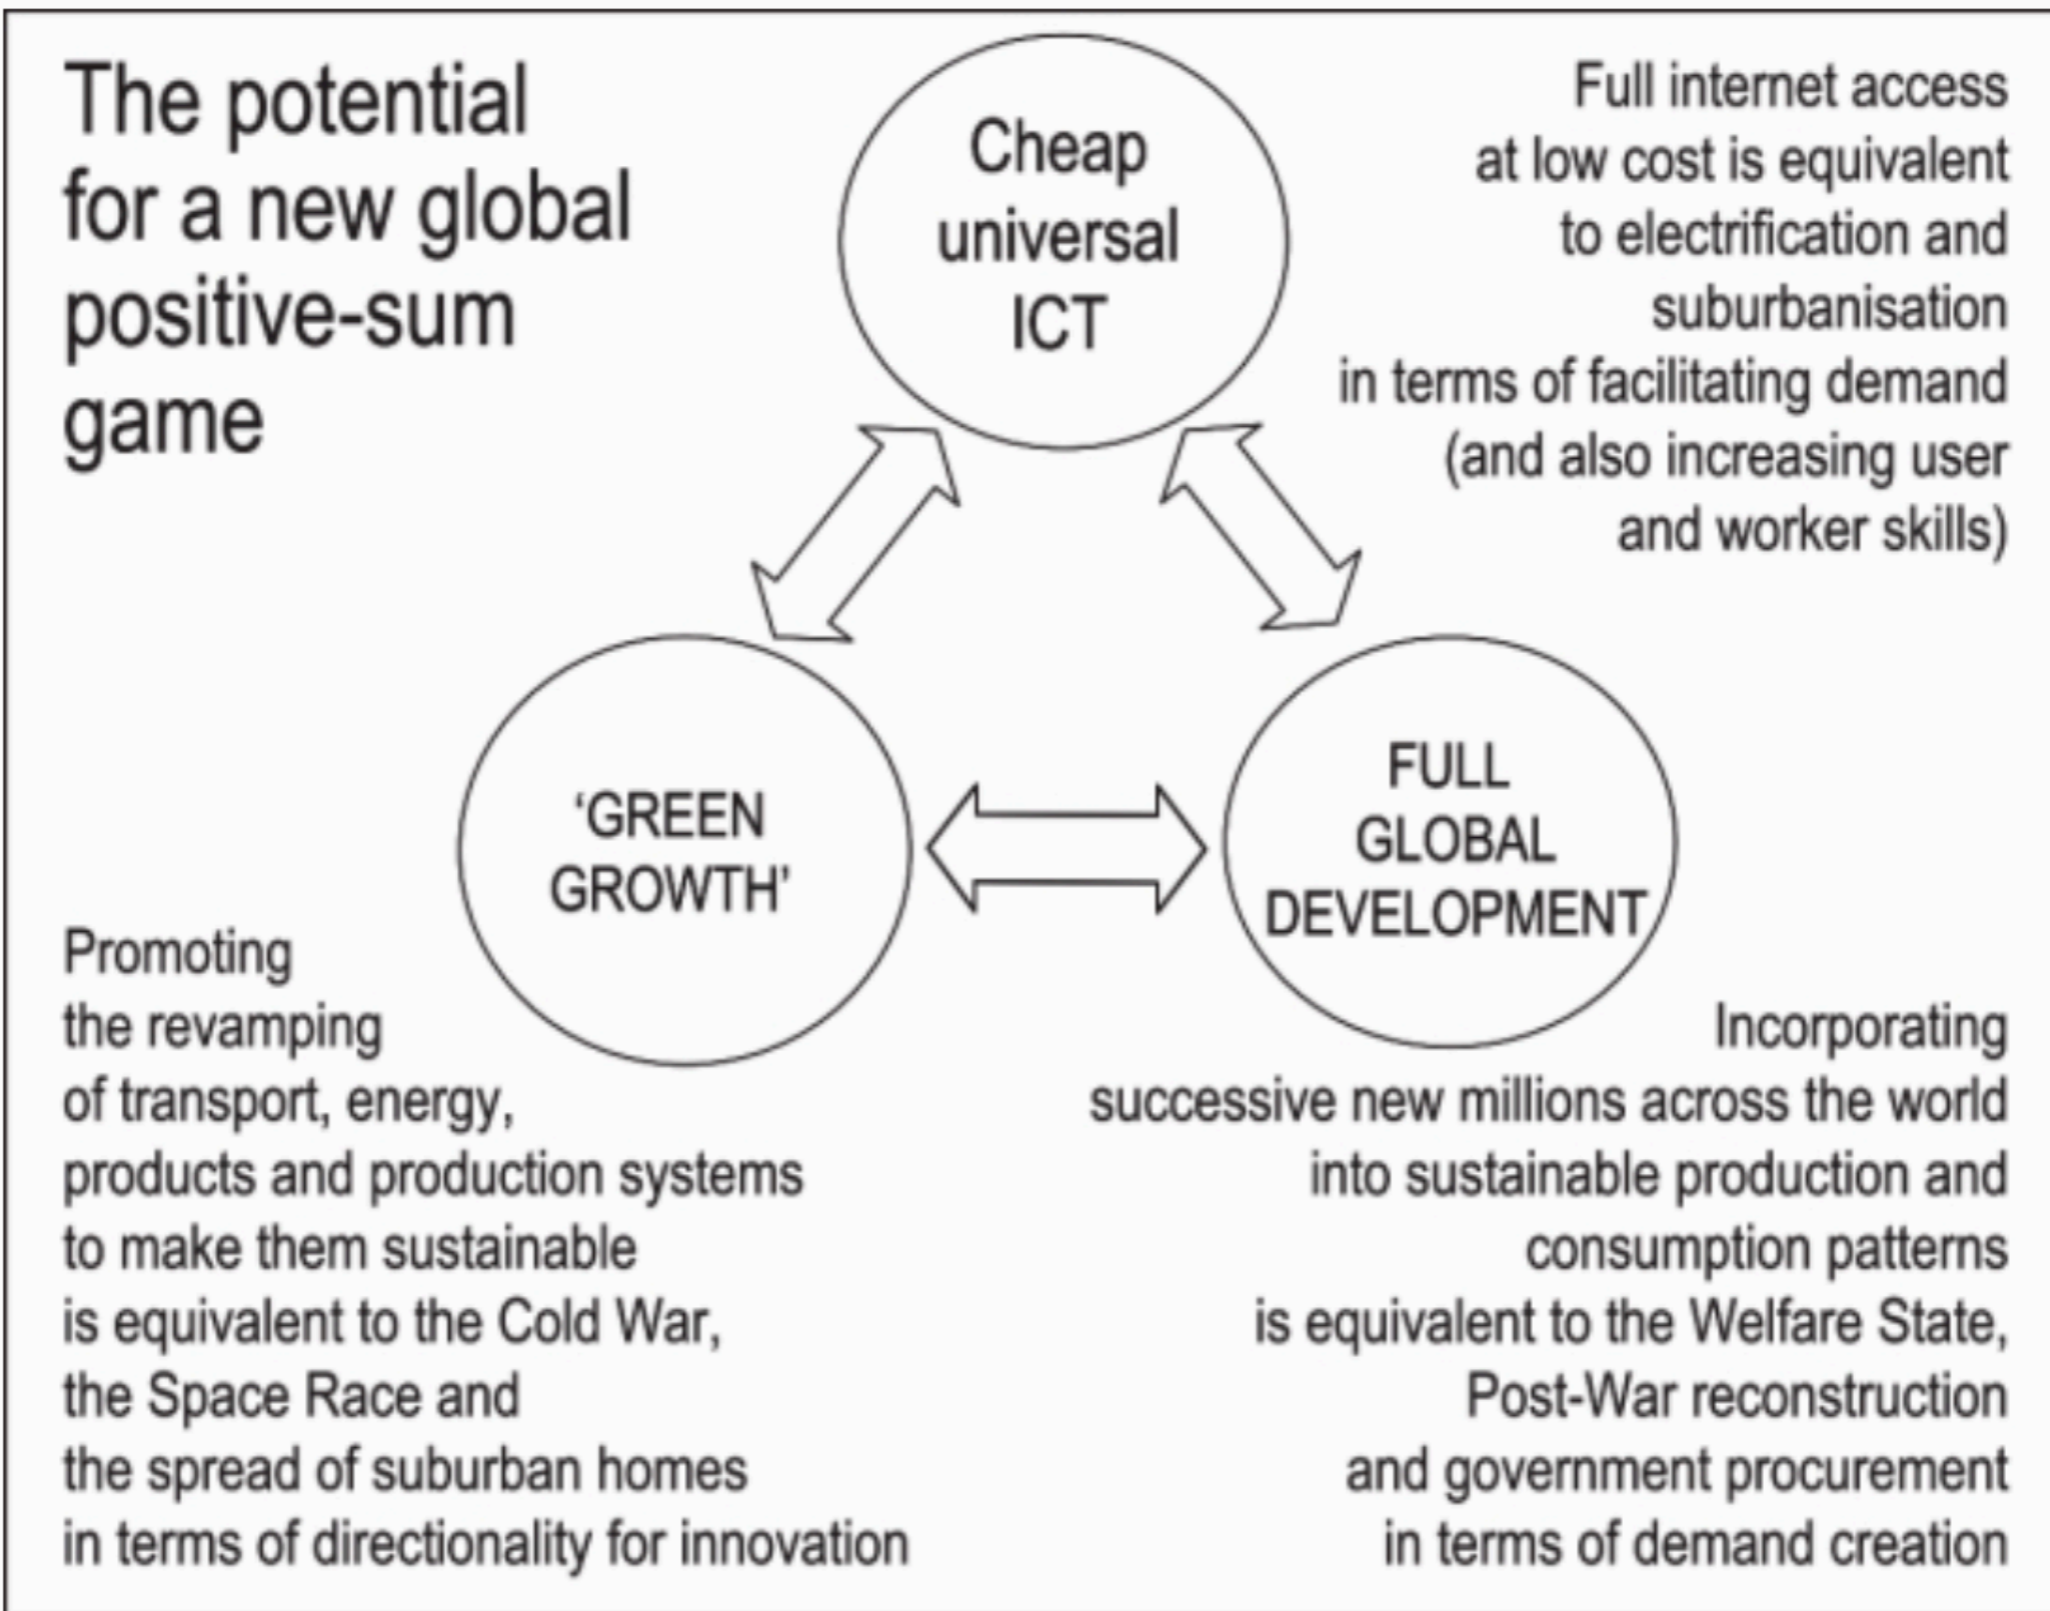 The potential
for a new global
positive-sum
game
Cheap
universal
ICT
Full internet access
at low cost is equivalent
to electrification and
suburbanisation
in terms of facilitating demand
(and also increasing user
and worker skills)
‘GREEN
GROWTH’
FULL
GLOBAL
DEVELOPMENT
Promoting
the revamping
of transport, energy,
products and production systems
to make them sustainable
is equivalent to the Cold War,
the Space Race and
the spread of suburban homes
in terms of directionality for innovation
Incorporating
successive new millions across the world
into sustainable production and
consumption patterns
is equivalent to the Welfare State,
Post-War reconstruction
and government procurement
in terms of demand creation